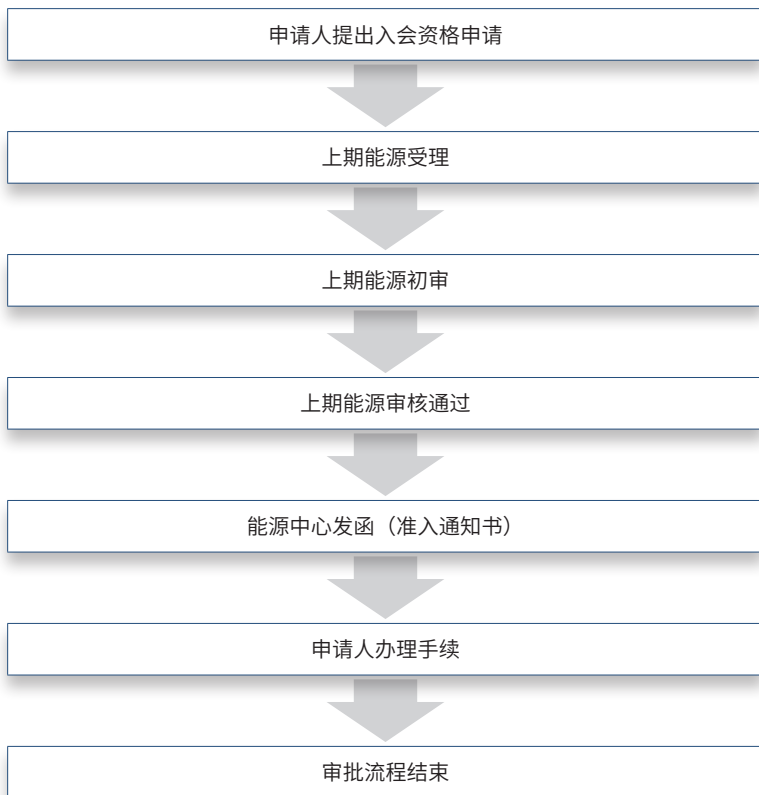 申请人提出入会资格申请
上期能源受理
上期能源初审
上期能源审核通过
能源中心发函（准入通知书）
申请人办理手续
审批流程结束